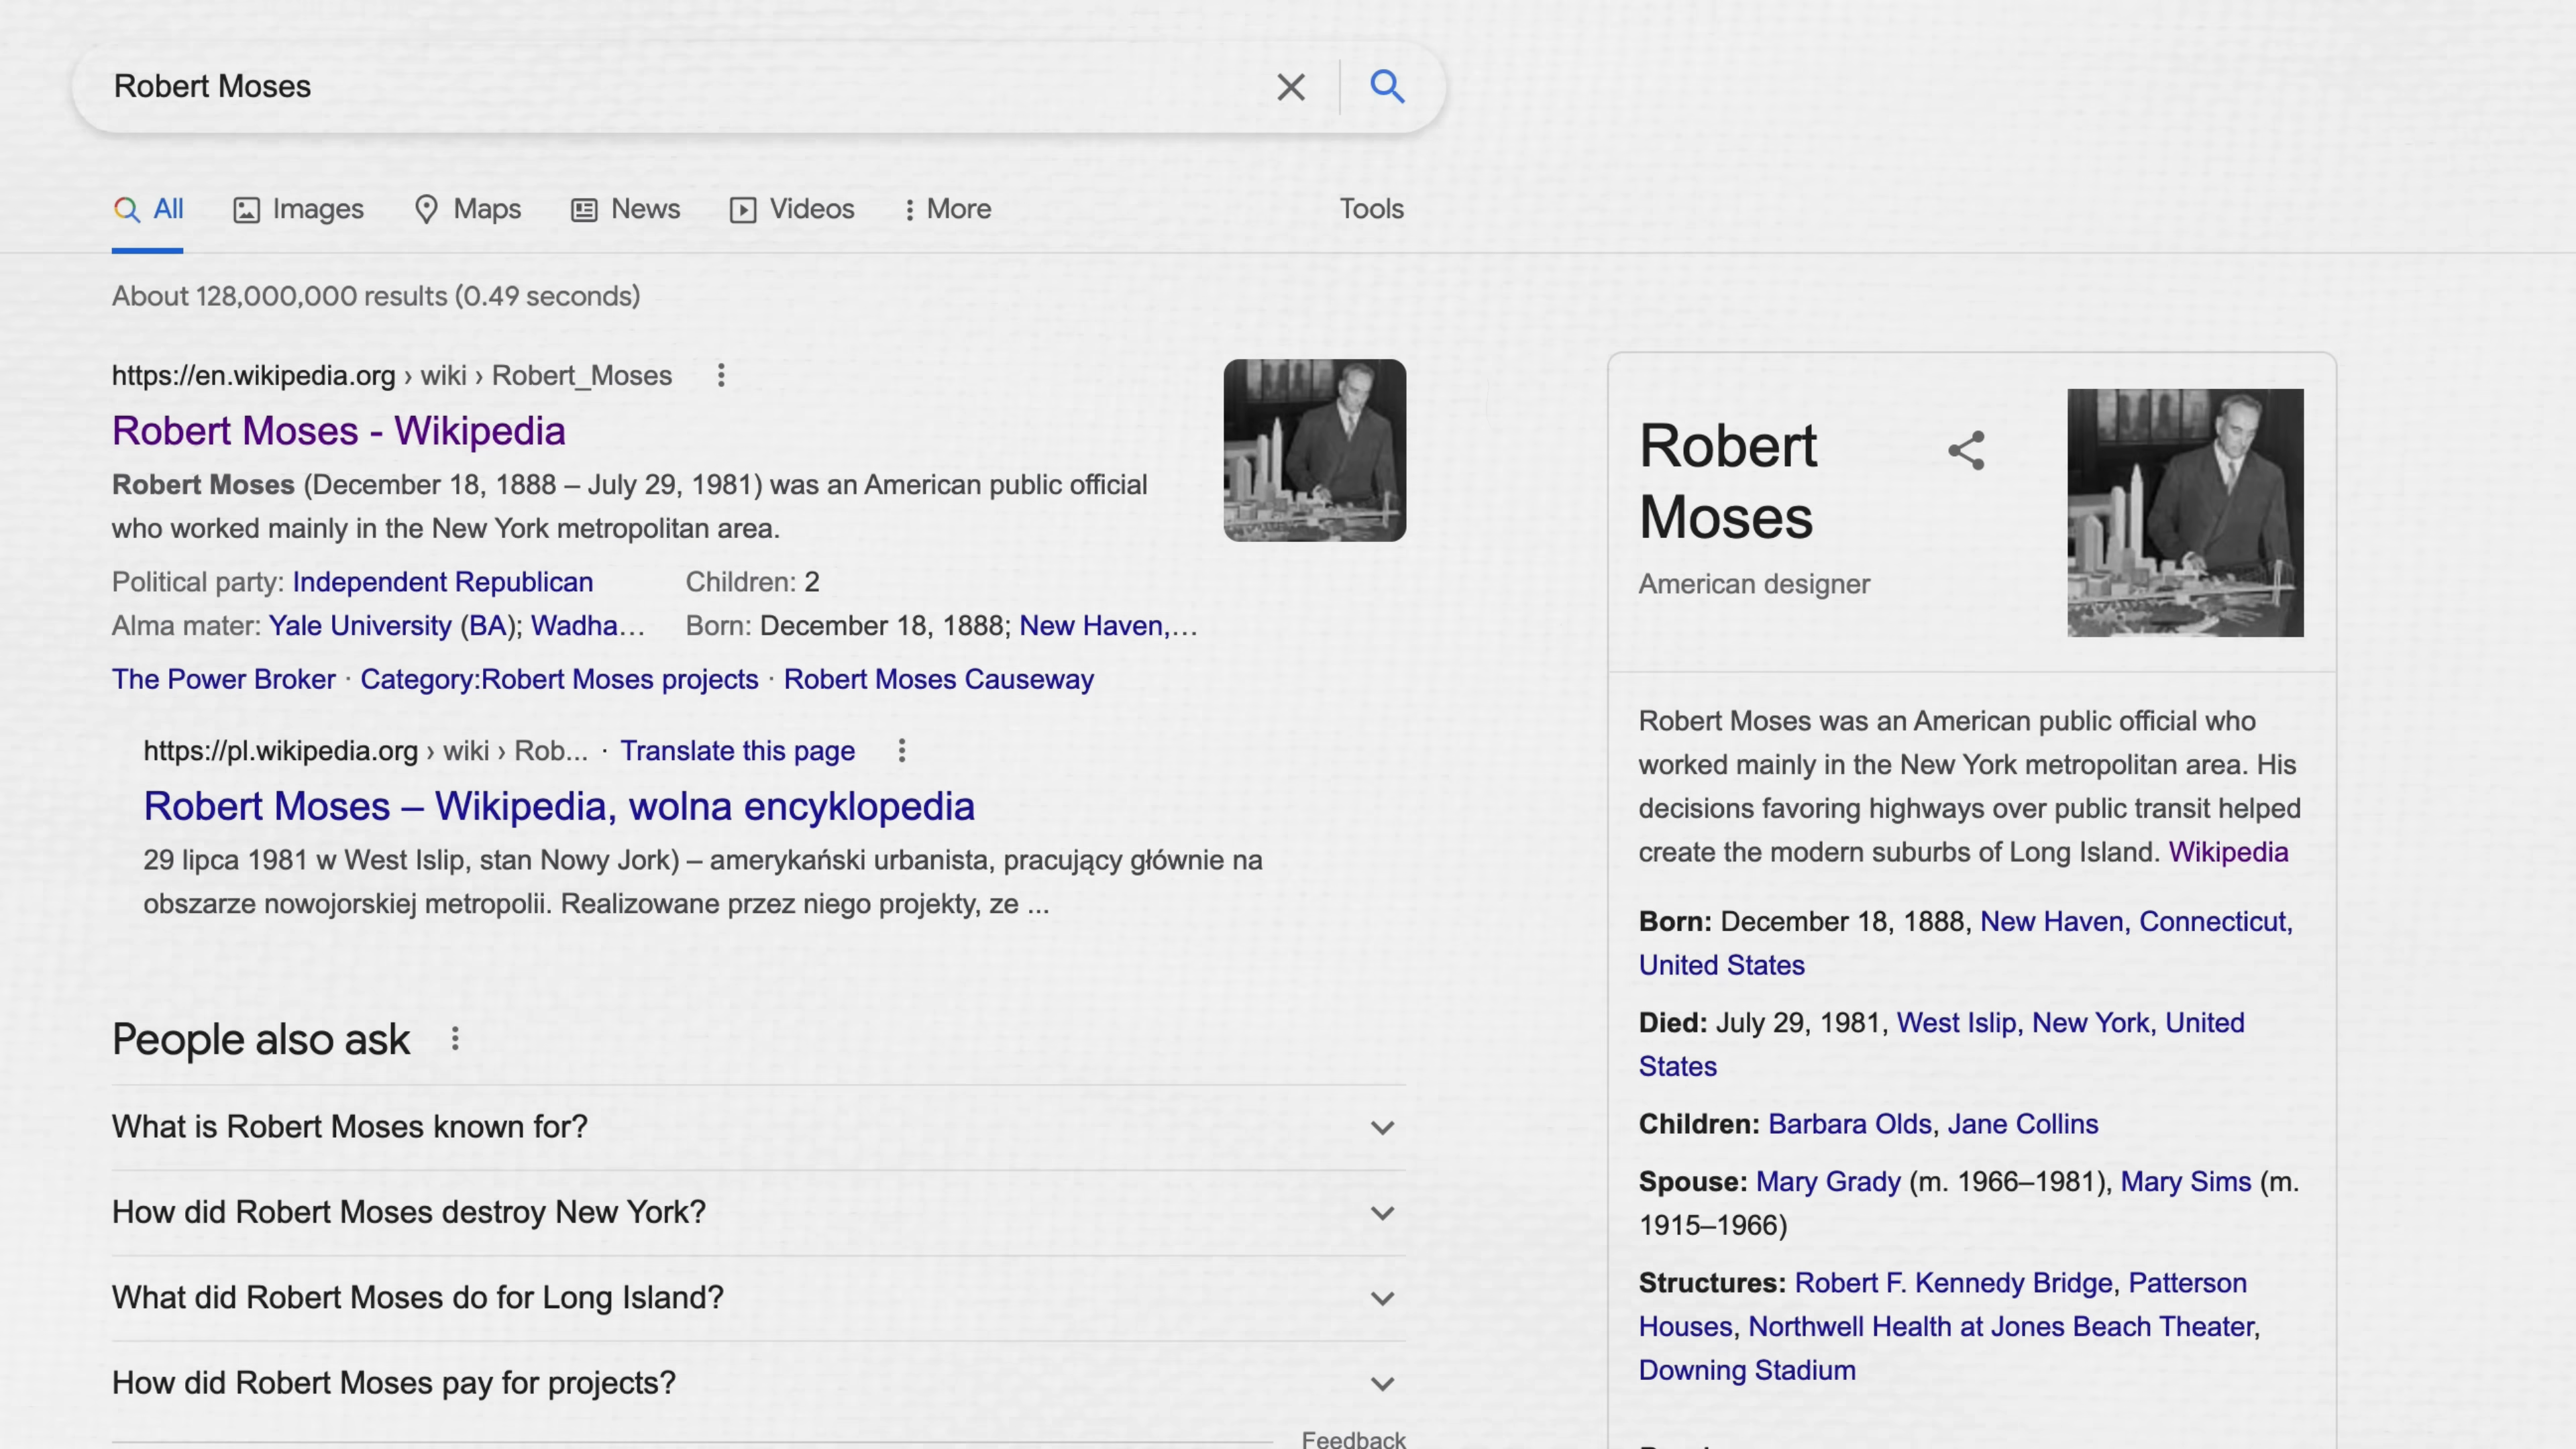 Robert Moses
All Images Maps News Videos More Tools
About 128,000,000 results (0.49 seconds)
https://en.wikipedia.org › wiki › Robert_Moses
Robert Moses - Wikipedia
Robert Moses (December 18, 1888 – July 29, 1981) was an American public official
who worked mainly in the New York metropolitan area.
Political party: Independent Republican Children: 2
Alma mater: Yale University (BA); Wadha... Born: December 18, 1888; New Haven,...
The Power Broker · Category:Robert Moses projects · Robert Moses Causeway
https://pl.wikipedia.org › wiki › Rob... · Translate this page
Robert Moses – Wikipedia, wolna encyklopedia
29 lipca 1981 w West Islip, stan Nowy Jork) – amerykański urbanista, pracujący głównie na
obszarze nowojorskiej metropolii. Realizowane przez niego projekty, ze ...
People also ask
What is Robert Moses known for?
How did Robert Moses destroy New York?
What did Robert Moses do for Long Island?
How did Robert Moses pay for projects?
Feedback
Robert
Moses
American designer
Robert Moses was an American public official who
worked mainly in the New York metropolitan area. His
decisions favoring highways over public transit helped
create the modern suburbs of Long Island. Wikipedia
Born: December 18, 1888, New Haven, Connecticut,
United States
Died: July 29, 1981, West Islip, New York, United
States
Children: Barbara Olds, Jane Collins
Spouse: Mary Grady (m. 1966–1981), Mary Sims (m.
1915–1966)
Structures: Robert F. Kennedy Bridge, Patterson
Houses, Northwell Health at Jones Beach Theater,
Downing Stadium